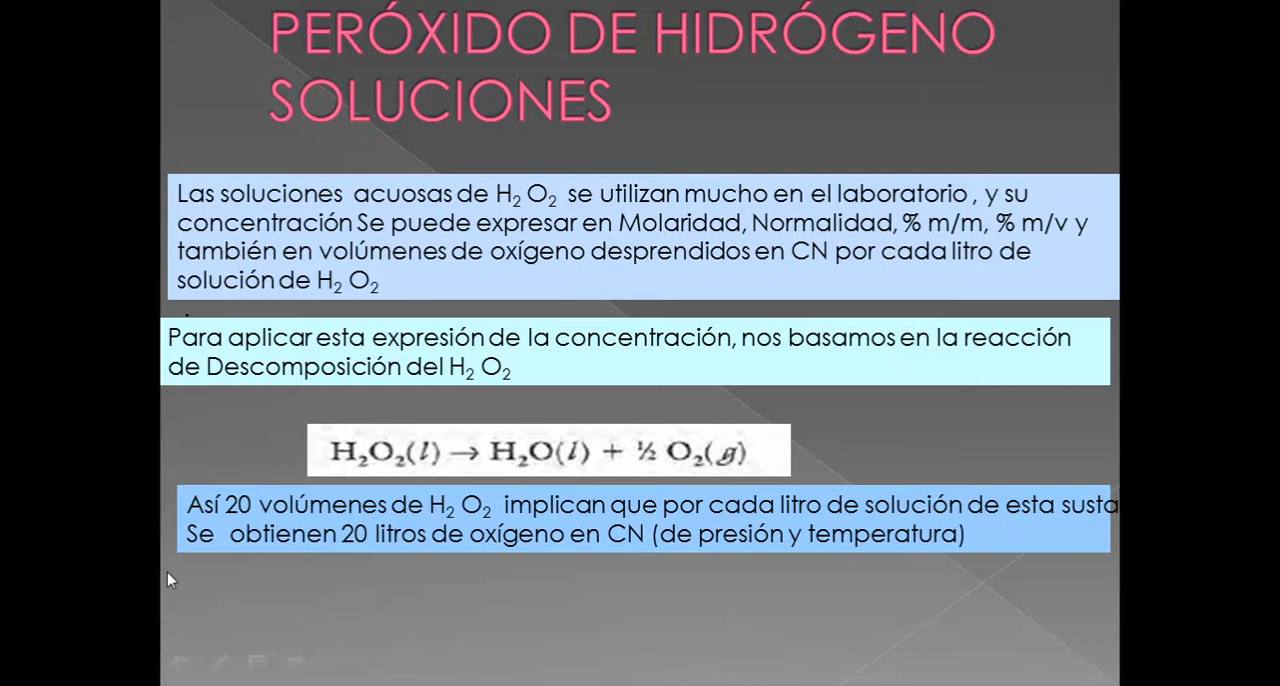 PERÓXIDO DE HIDRÓGENO
SOLUCIONES
Las soluciones acuosas de H₂ O₂ se utilizan mucho en el laboratorio , y su
concentración Se puede expresar en Molaridad, Normalidad, % m/m, % m/v y
también en volúmenes de oxígeno desprendidos en CN por cada litro de
solución de H₂ O₂
.
Para aplicar esta expresión de la concentración, nos basamos en la reacción
de Descomposición del H₂ O₂
H₂O₂(l) → H₂O(l) + ½ O₂(g)
Así 20 volúmenes de H₂ O₂ implican que por cada litro de solución de esta susta
Se obtienen 20 litros de oxígeno en CN (de presión y temperatura)